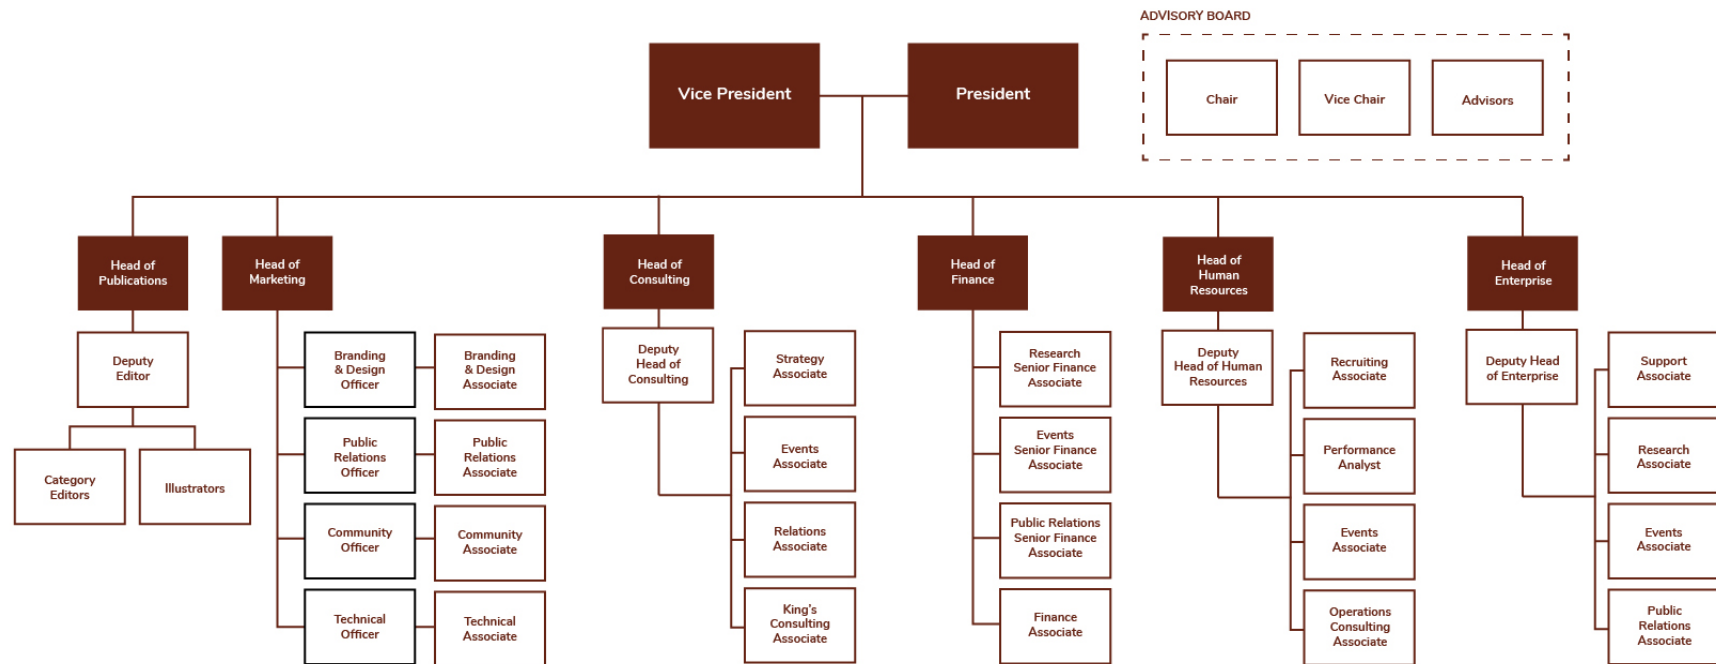 ADVISORY BOARD
Vice President
President
Chair
Vice Chair
Advisors
Head of
Publications
Head of
Marketing
Head of
Consulting
Head of
Finance
Head of
Human
Resources
Head of
Enterprise
Deputy
Editor
Category
Editors
Illustrators
Branding
& Design
Officer
Branding
& Design
Associate
Public
Relations
Officer
Public
Relations
Associate
Community
Officer
Community
Associate
Technical
Officer
Technical
Associate
Deputy
Head of
Consulting
Strategy
Associate
Events
Associate
Relations
Associate
King's
Consulting
Associate
Research
Senior Finance
Associate
Events
Senior Finance
Associate
Public Relations
Senior Finance
Associate
Finance
Associate
Deputy
Head of Human
Resources
Recruiting
Associate
Performance
Analyst
Events
Associate
Operations
Consulting
Associate
Deputy Head
of Enterprise
Support
Associate
Research
Associate
Events
Associate
Public
Relations
Associate